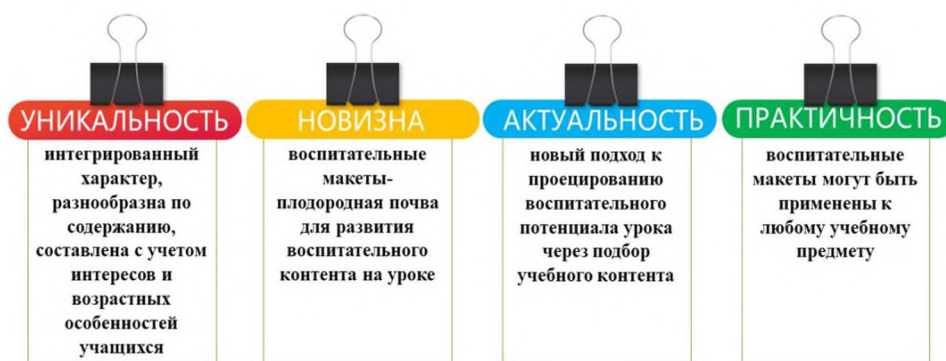 УНИКАЛЬНОСТЬ
интегрированный
характер,
разнообразна по
содержанию,
составлена с учетом
интересов и
возрастных
особенностей
учащихся
НОВИЗНА
воспитательные
макеты-
плодородная почва
для развития
воспитательного
контента на уроке
АКТУАЛЬНОСТЬ
новый подход к
проецированию
воспитательного
потенциала урока
через подбор
учебного контента
ПРАКТИЧНОСТЬ
воспитательные
макеты могут быть
применены к
любому учебному
предмету